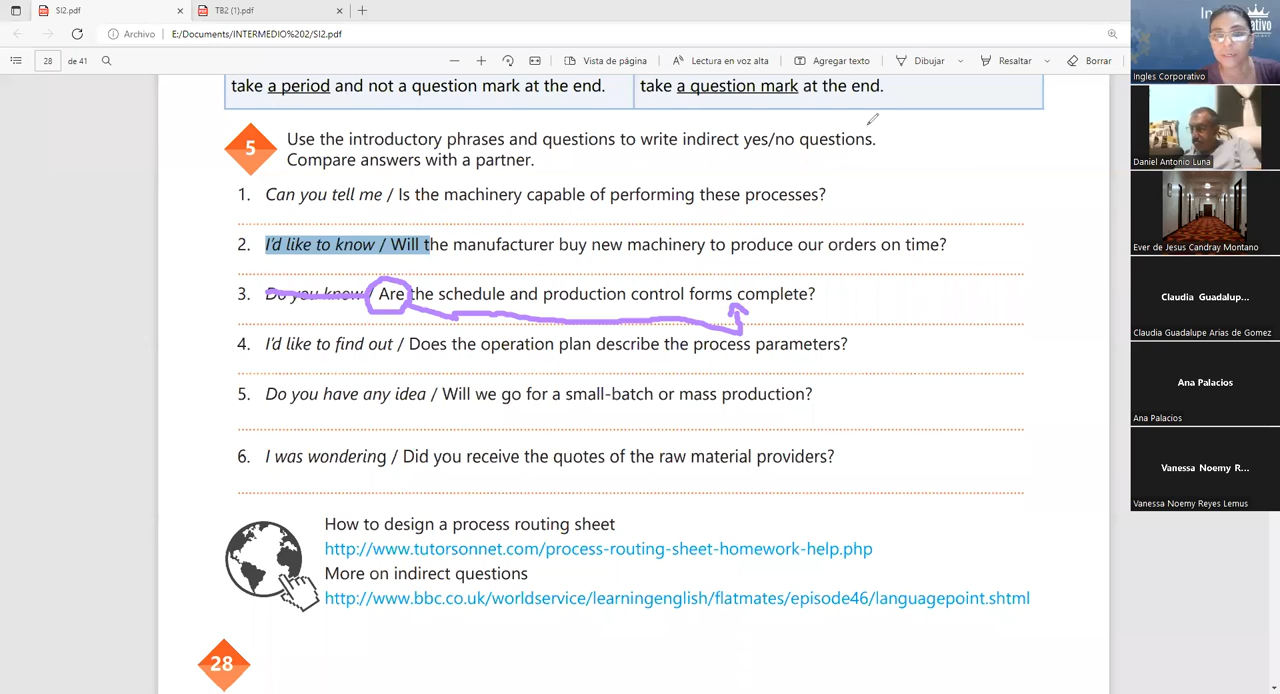 SI2.pdf
TB2 (1).pdf
Archivo
E:/Documents/INTERMEDIO%202/SI2.pdf
28
de 41
Vista de página
Lectura en voz alta
Agregar texto
Dibujar
Resaltar
Borrar
take a period and not a question mark at the end.
take a question mark at the end.
5
Use the introductory phrases and questions to write indirect yes/no questions.
Compare answers with a partner.
1. Can you tell me / Is the machinery capable of performing these processes?
2. I'd like to know / Will the manufacturer buy new machinery to produce our orders on time?
3. Do you know / Are the schedule and production control forms complete?
4. I'd like to find out / Does the operation plan describe the process parameters?
5. Do you have any idea / Will we go for a small-batch or mass production?
6. I was wondering / Did you receive the quotes of the raw material providers?
How to design a process routing sheet
http://www.tutorsonnet.com/process-routing-sheet-homework-help.php
More on indirect questions
http://www.bbc.co.uk/worldservice/learningenglish/flatmates/episode46/languagepoint.shtml
28
Ingles Corporativo
Daniel Antonio Luna
Ever de Jesus Candray Montano
Claudia Guadalup...
Claudia Guadalupe Arias de Gomez
Ana Palacios
Ana Palacios
Vanessa Noemy R...
Vanessa Noemy Reyes Lemus